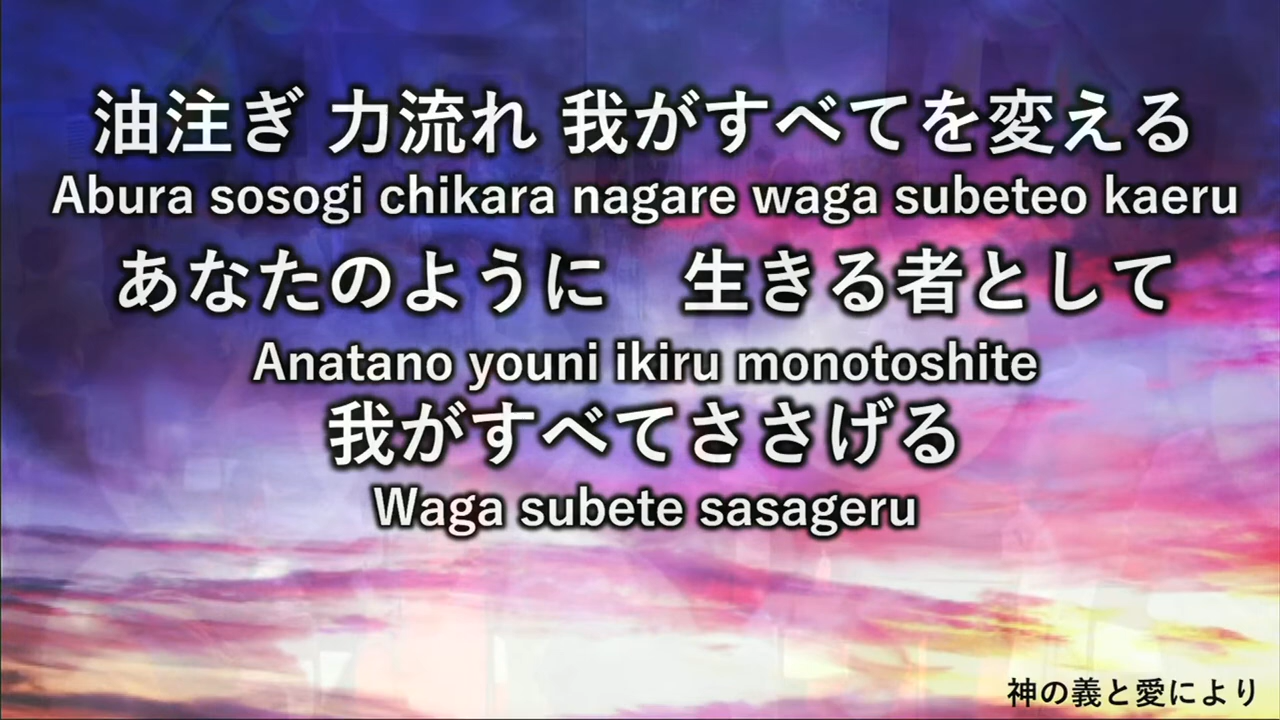 油注ぎ 力流れ 我がすべてを変える
Abura sosogi chikara nagare waga subeteo kaeru
あなたのように　生きる者として
Anatano youni ikiru monotoshite
我がすべてささげる
Waga subete sasageru
神の義と愛により